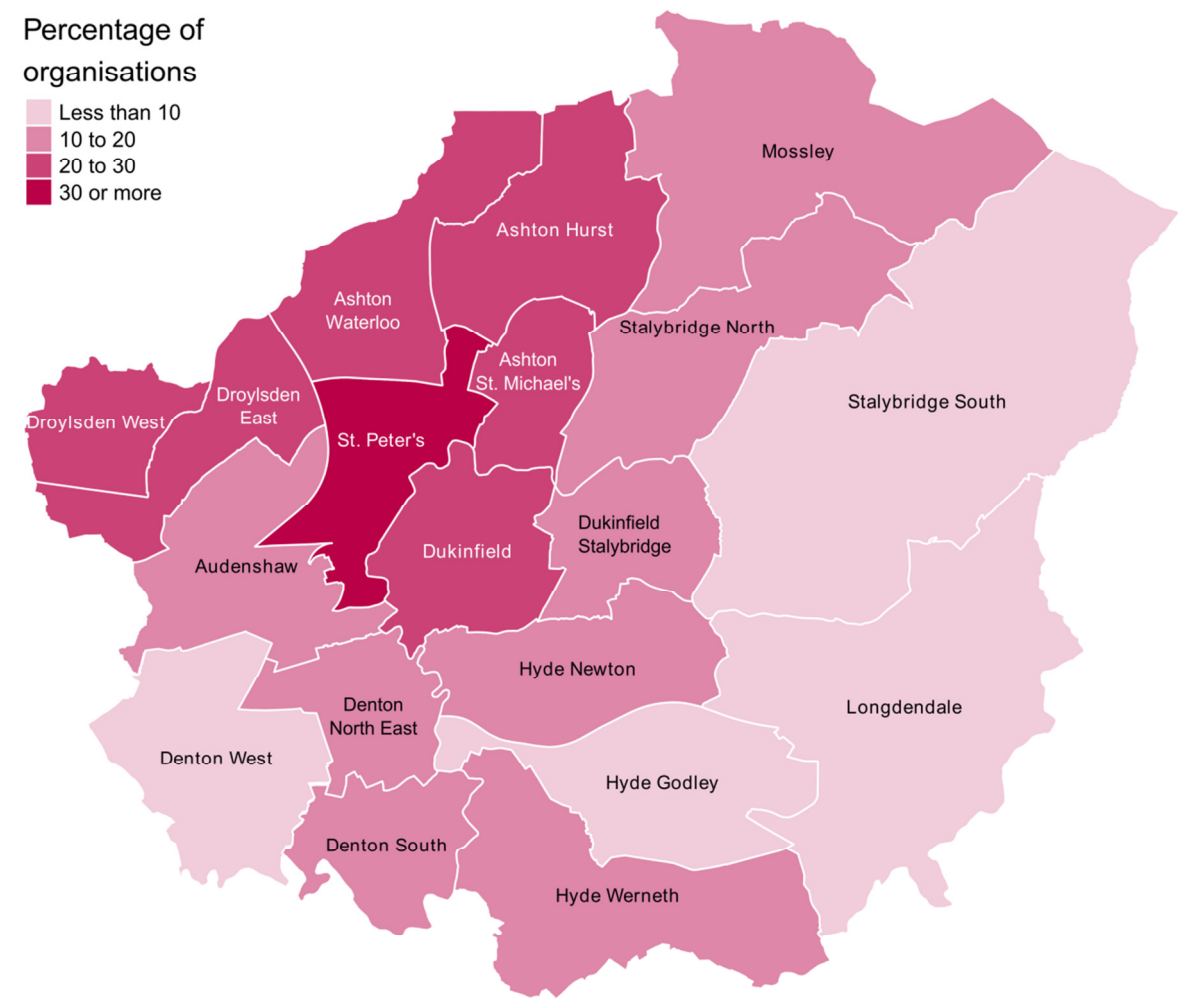 Percentage of
organisations
Less than 10
10 to 20
20 to 30
30 or more
Mossley
Ashton Hurst
Ashton
Waterloo
Stalybridge North
Ashton
St. Michael's
Droylsden
East
Stalybridge South
Droylsden West
St. Peter's
Dukinfield
Stalybridge
Dukinfield
Audenshaw
Hyde Newton
Denton
North East
Longdendale
Denton West
Hyde Godley
Denton South
Hyde Werneth